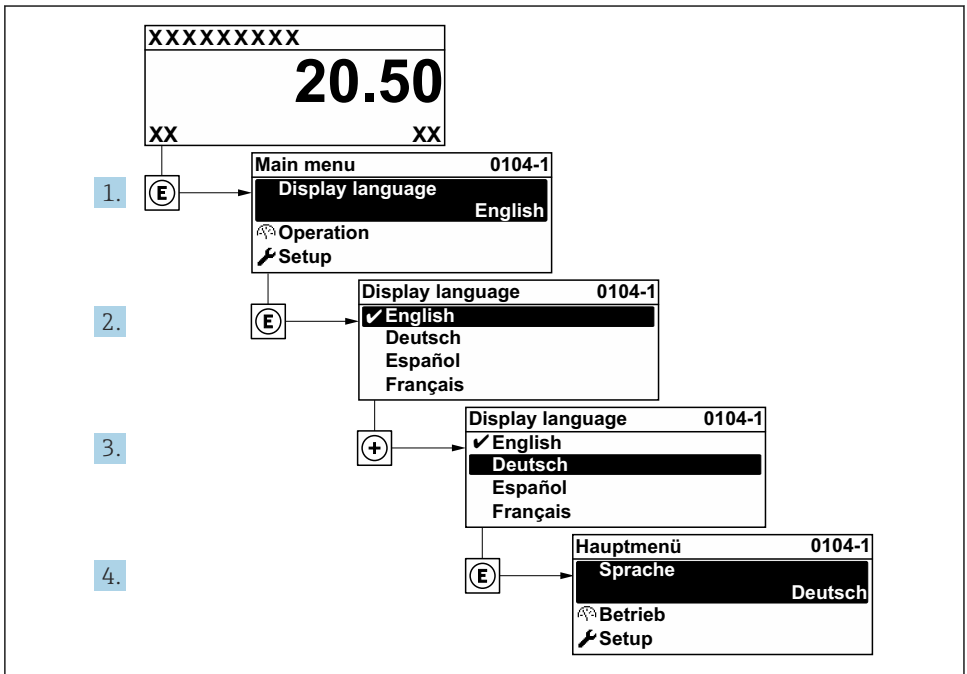 XXXXXXXXX
20.50
XX XX
1. E
Main menu 0104-1
Display language
English
Operation
Setup
2. E
Display language 0104-1
✔English
Deutsch
Español
Français
3. +
Display language 0104-1
✔English
Deutsch
Español
Français
4. E
Hauptmenü 0104-1
Sprache
Deutsch
Betrieb
Setup